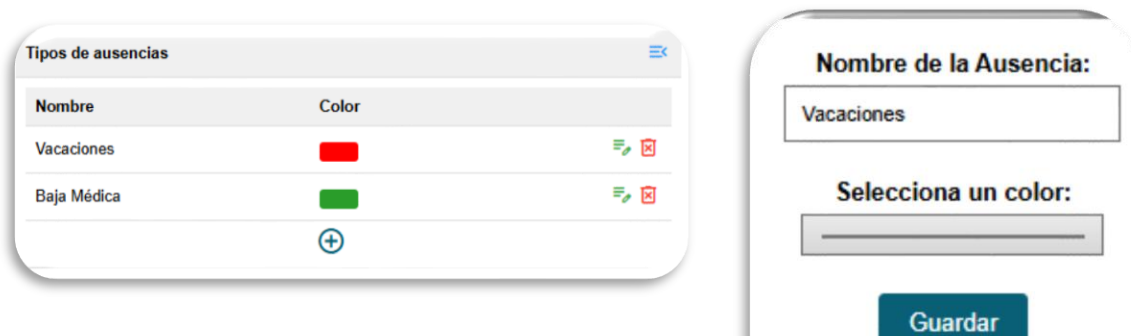 Tipos de ausencias
Nombre Color
Vacaciones
Baja Médica
Nombre de la Ausencia:
Vacaciones
Selecciona un color:
Guardar